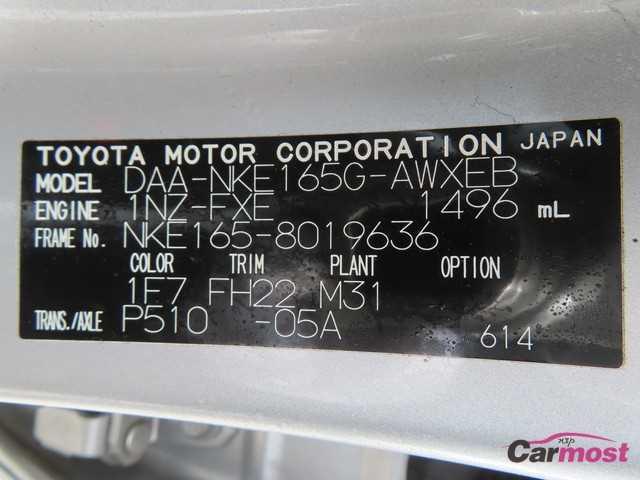 TOYOTA MOTOR CORPORATION JAPAN
MODEL DAA-NKE165G-AWXEB
ENGINE 1NZ-FXE 1496 mL
FRAME No. NKE165-8019636
COLOR TRIM PLANT OPTION
1F7 FH22 M31
TRANS./AXLE P510 -05A 614
nxp
Carmost